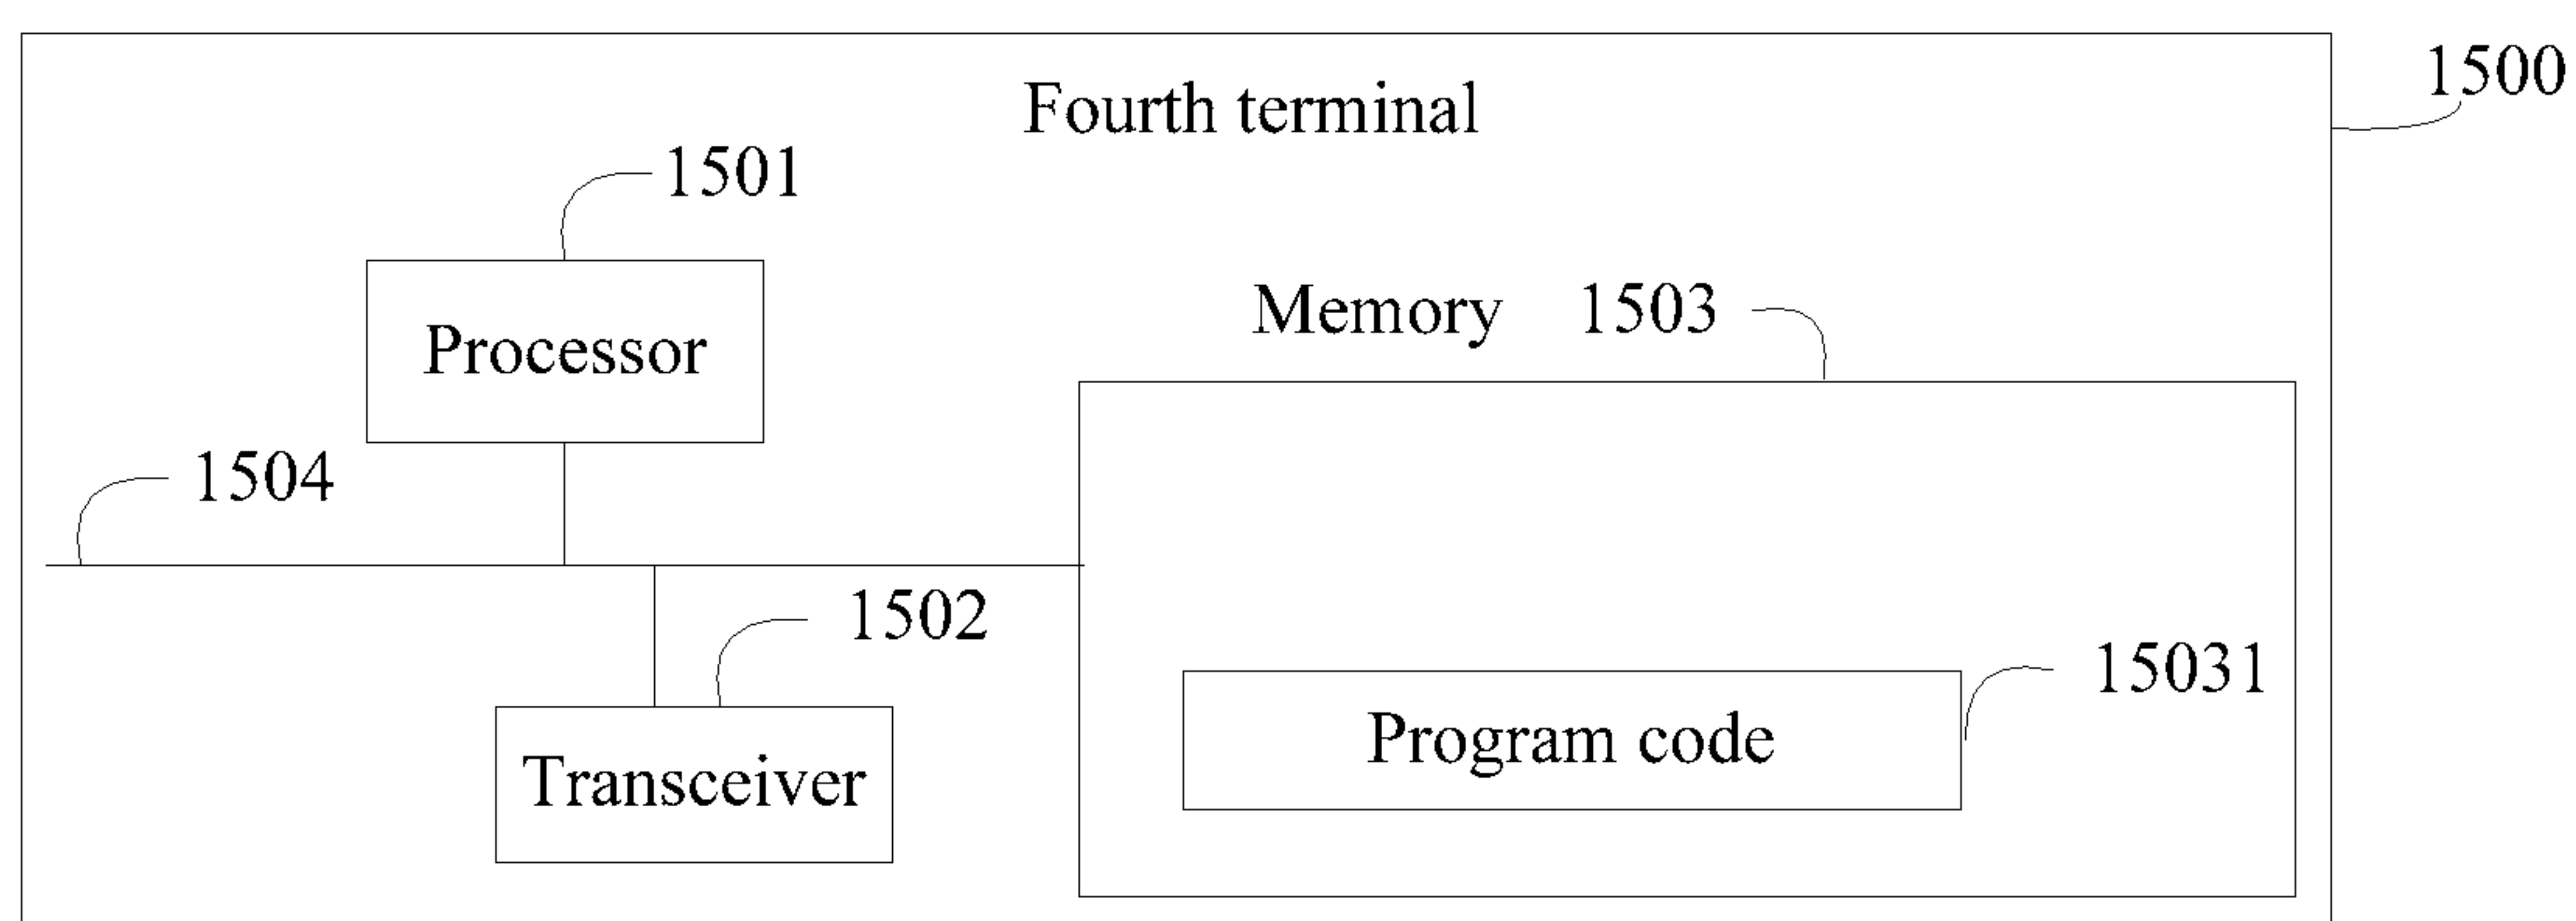 1500
Fourth terminal
1501
Processor
Memory 1503
1504
1502
15031
Program code
Transceiver